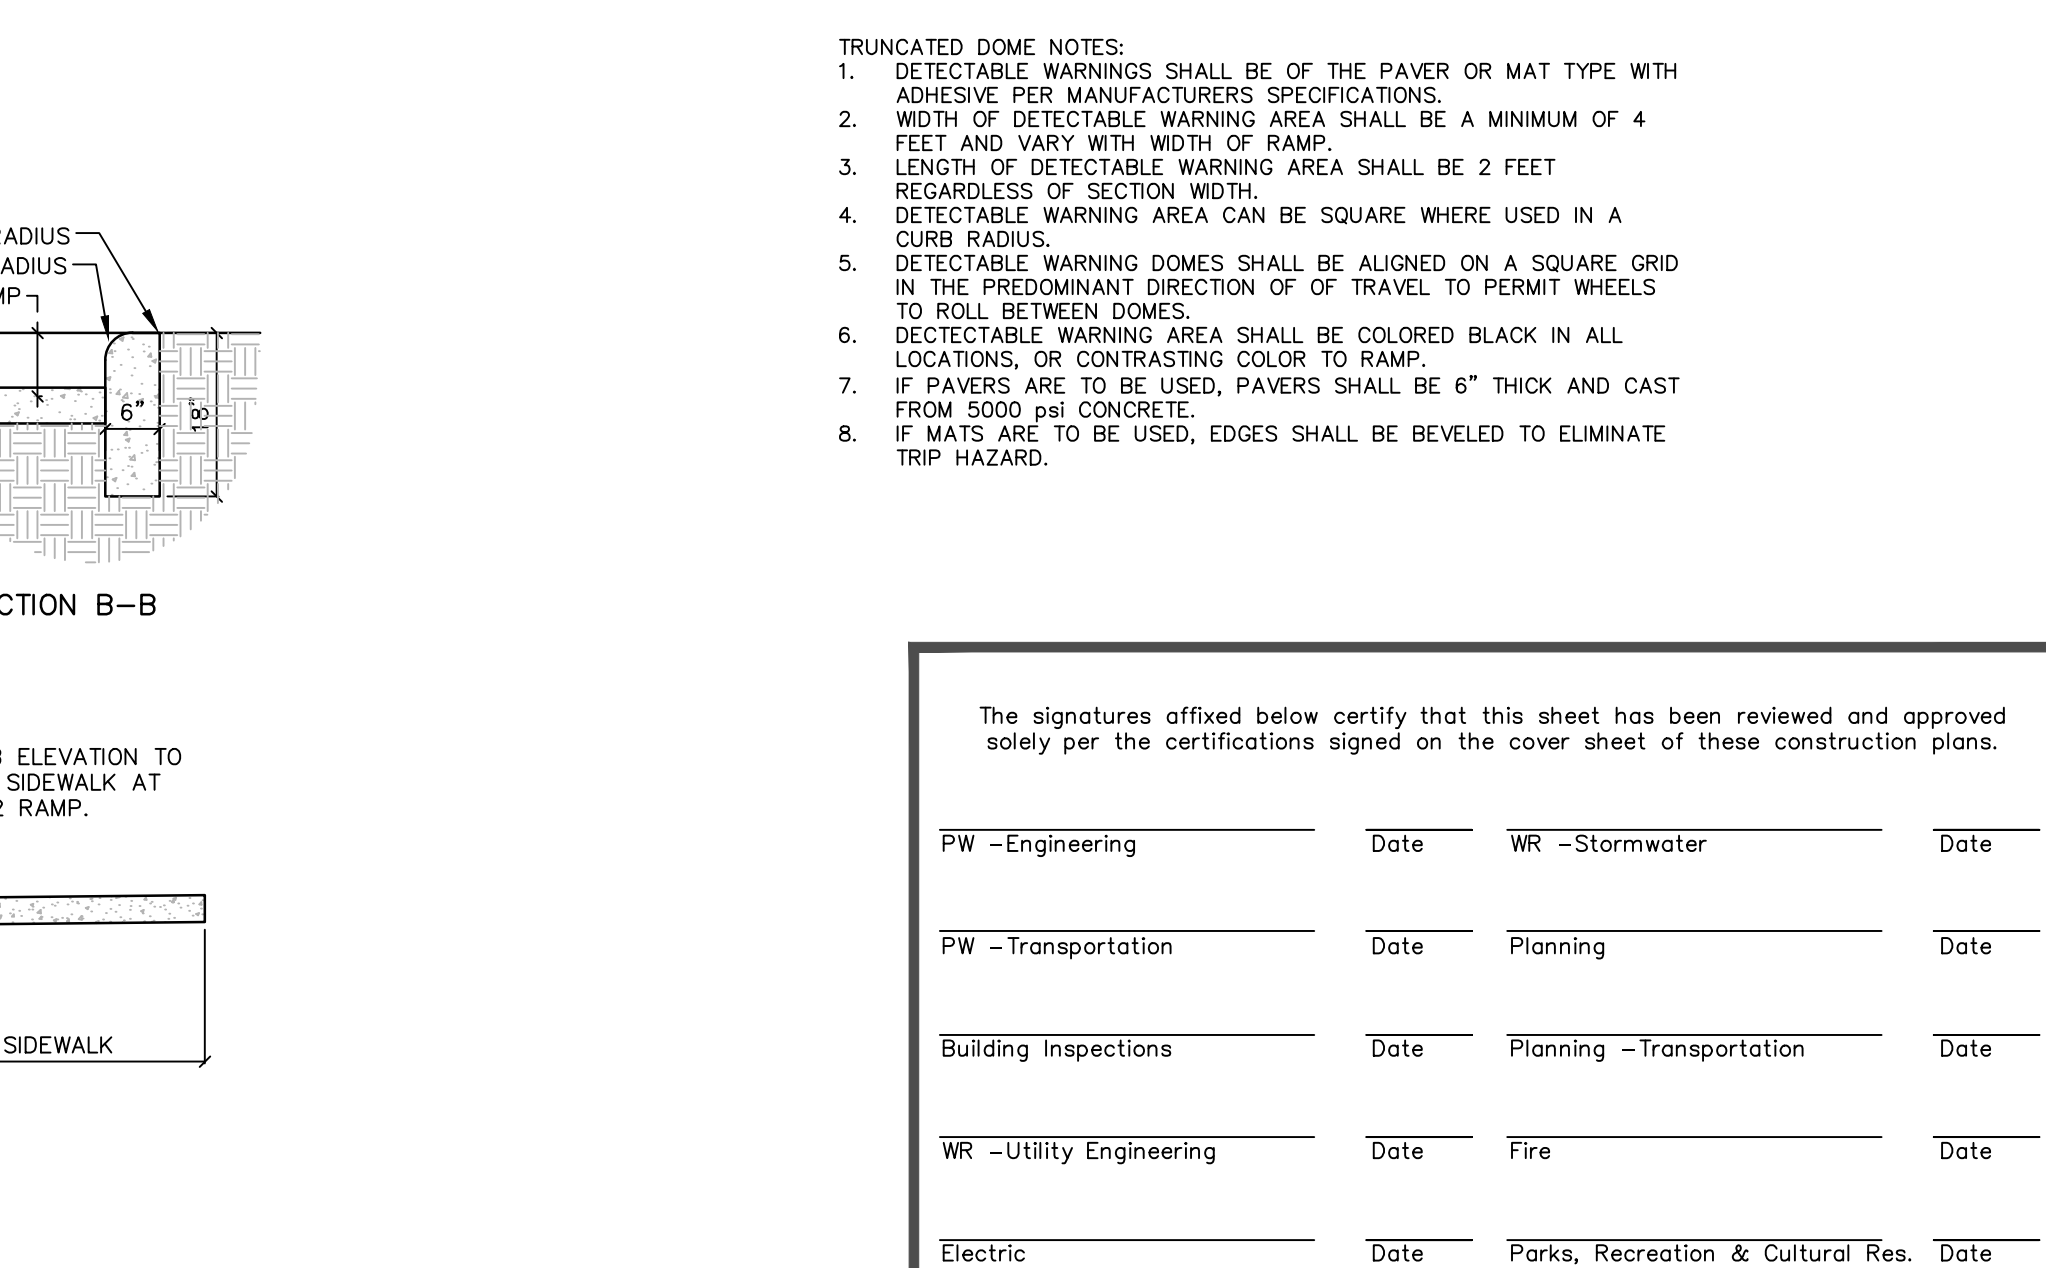 TRUNCATED DOME NOTES:
1. DETECTABLE WARNINGS SHALL BE OF THE PAVER OR MAT TYPE WITH
ADHESIVE PER MANUFACTURERS SPECIFICATIONS.
2. WIDTH OF DETECTABLE WARNING AREA SHALL BE A MINIMUM OF 4
FEET AND VARY WITH WIDTH OF RAMP.
3. LENGTH OF DETECTABLE WARNING AREA SHALL BE 2 FEET
REGARDLESS OF SECTION WIDTH.
4. DETECTABLE WARNING AREA CAN BE SQUARE WHERE USED IN A
CURB RADIUS.
5. DETECTABLE WARNING DOMES SHALL BE ALIGNED ON A SQUARE GRID
IN THE PREDOMINANT DIRECTION OF OF TRAVEL TO PERMIT WHEELS
TO ROLL BETWEEN DOMES.
6. DECTECTABLE WARNING AREA SHALL BE COLORED BLACK IN ALL
LOCATIONS, OR CONTRASTING COLOR TO RAMP.
7. IF PAVERS ARE TO BE USED, PAVERS SHALL BE 6" THICK AND CAST
FROM 5000 psi CONCRETE.
8. IF MATS ARE TO BE USED, EDGES SHALL BE BEVELED TO ELIMINATE
TRIP HAZARD.
RADIUS
ADIUS
MP
6"
18"
CTION B-B
ELEVATION TO
SIDEWALK AT
2 RAMP.
SIDEWALK
The signatures affixed below certify that this sheet has been reviewed and approved
solely per the certifications signed on the cover sheet of these construction plans.
PW -Engineering Date WR -Stormwater Date
PW -Transportation Date Planning Date
Building Inspections Date Planning -Transportation Date
WR -Utility Engineering Date Fire Date
Electric Date Parks, Recreation & Cultural Res. Date